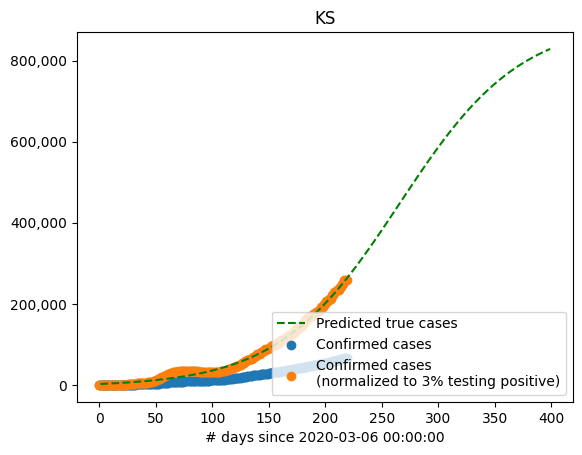 KS
800,000
600,000
400,000
200,000
0
Predicted true cases
Confirmed cases
Confirmed cases
(normalized to 3% testing positive)
0 50 100 150 200 250 300 350 400
# days since 2020-03-06 00:00:00